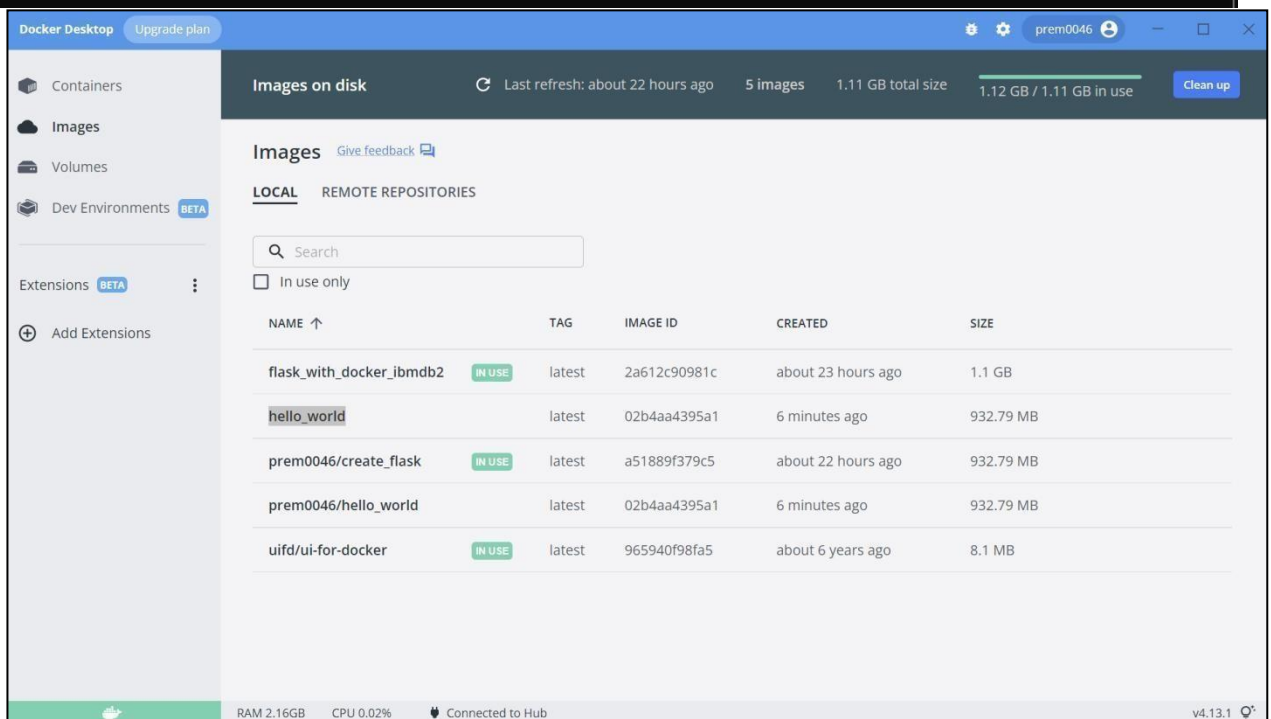 Docker Desktop Upgrade plan prem0046
Containers
Images
Volumes
Dev Environments BETA
Extensions BETA
Add Extensions
Images on disk Last refresh: about 22 hours ago 5 images 1.11 GB total size 1.12 GB / 1.11 GB in use Clean up
Images Give feedback
LOCAL REMOTE REPOSITORIES
Search
In use only
NAME TAG IMAGE ID CREATED SIZE
flask_with_docker_ibmdb2 IN USE latest 2a612c90981c about 23 hours ago 1.1 GB
hello_world latest 02b4aa4395a1 6 minutes ago 932.79 MB
prem0046/create_flask IN USE latest a51889f379c5 about 22 hours ago 932.79 MB
prem0046/hello_world latest 02b4aa4395a1 6 minutes ago 932.79 MB
uifd/ui-for-docker IN USE latest 965940f98fa5 about 6 years ago 8.1 MB
RAM 2.16GB CPU 0.02% Connected to Hub v4.13.1